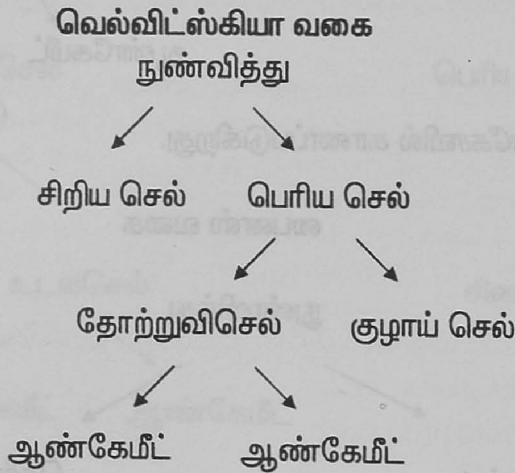 வெல்விட்ஸ்கியா வகை
நுண்வித்து
சிறிய செல் பெரிய செல்
தோற்றுவிசெல் குழாய் செல்
ஆண்கேமீட் ஆண்கேமீட்